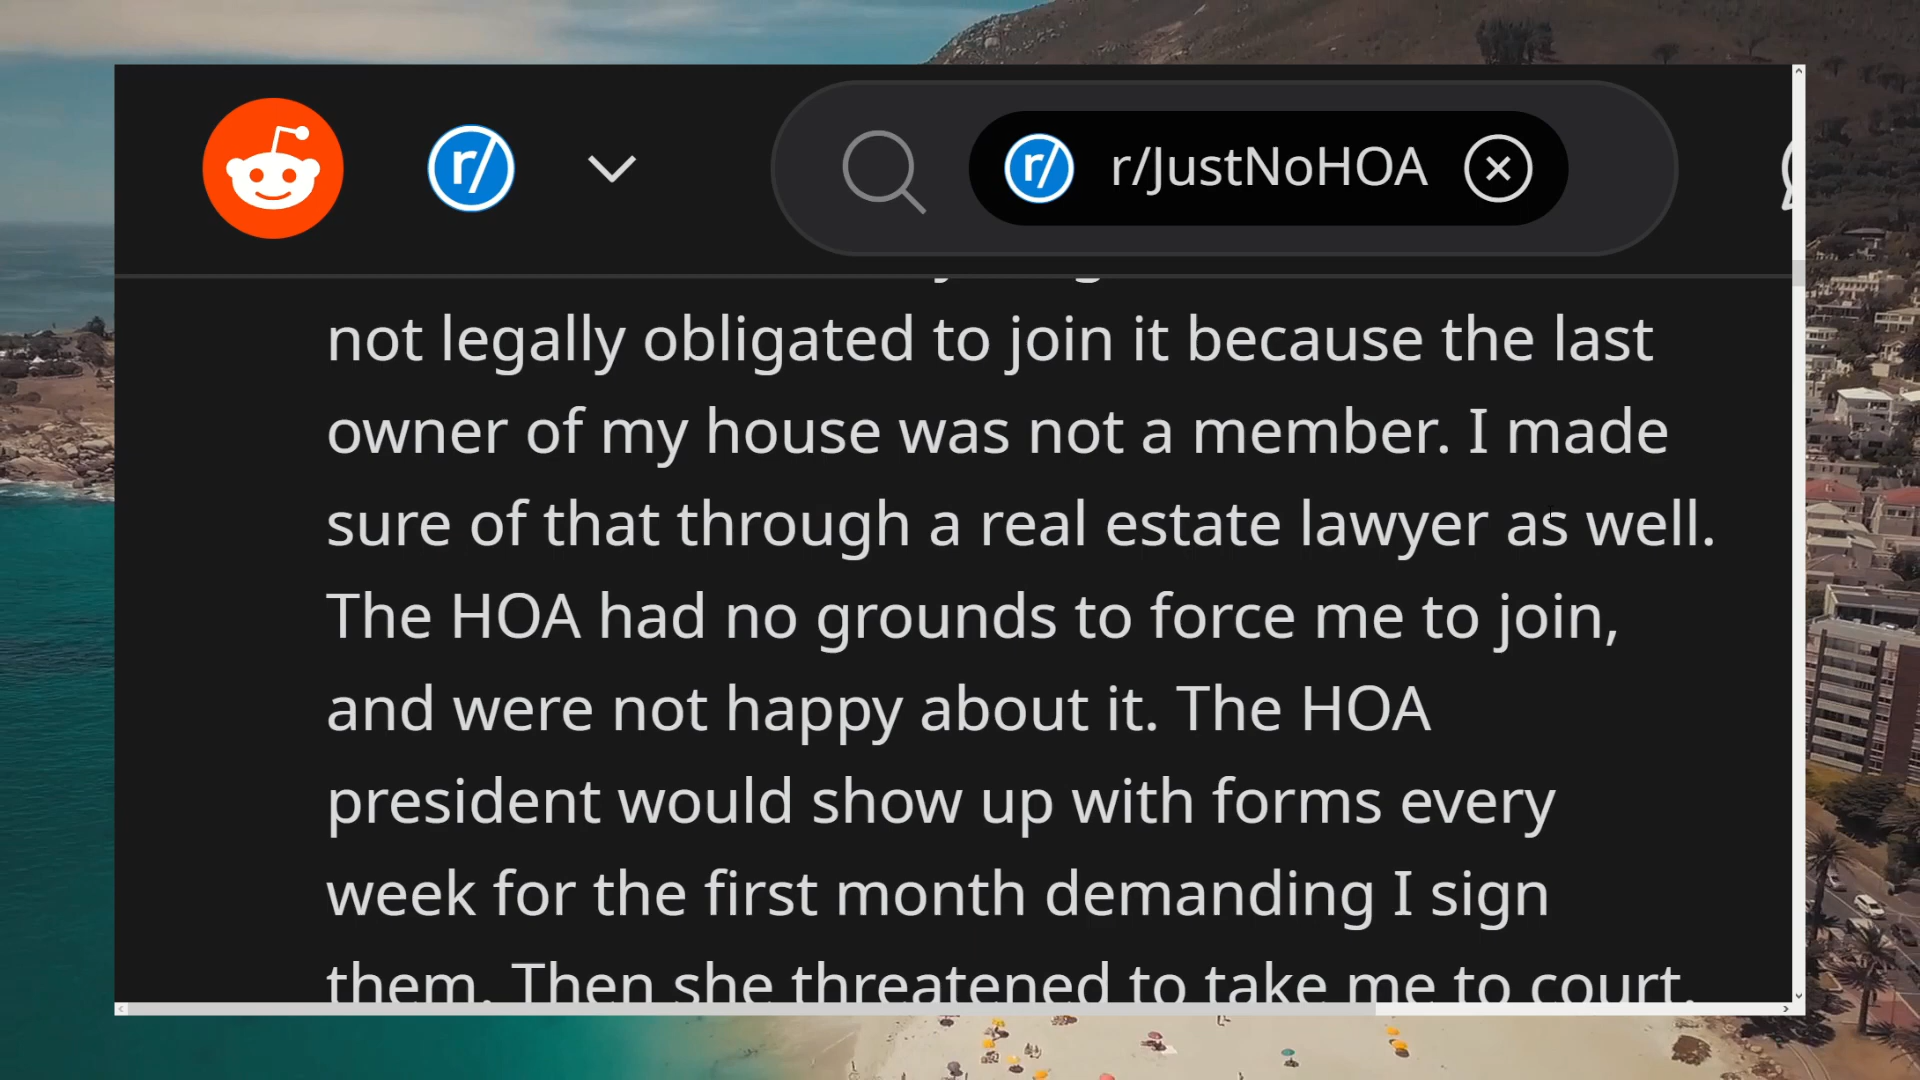 r/
r/ r/JustNoHOA
not legally obligated to join it because the last
owner of my house was not a member. I made
sure of that through a real estate lawyer as well.
The HOA had no grounds to force me to join,
and were not happy about it. The HOA
president would show up with forms every
week for the first month demanding I sign
them. Then she threatened to take me to court.